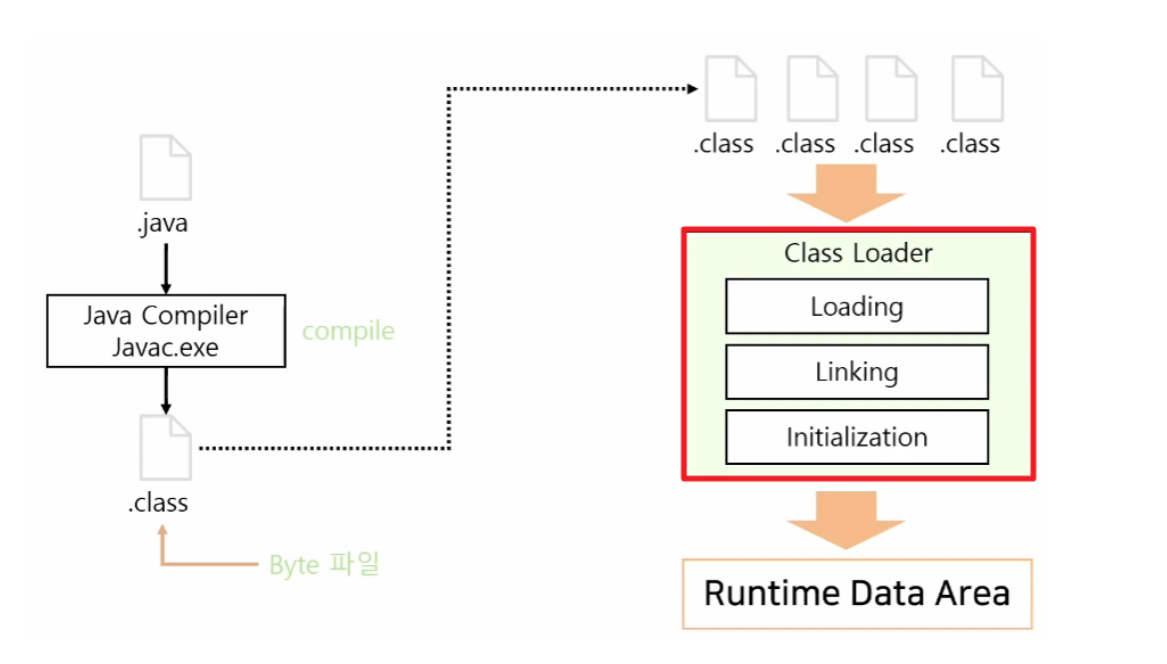 .java
Java Compiler
Javac.exe
compile
.class
Byte 파일
.class .class .class .class
Class Loader
Loading
Linking
Initialization
Runtime Data Area